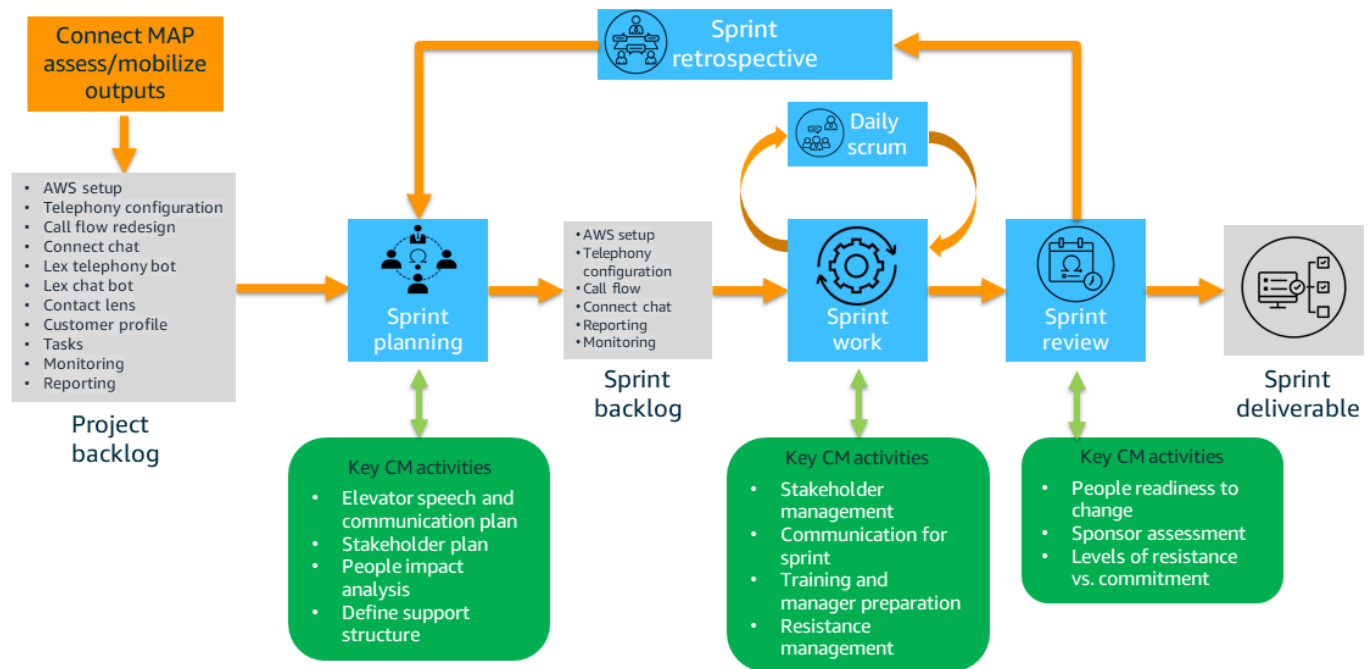 Connect MAP
assess/mobilize
outputs
Sprint
retrospective
Daily
scrum
• AWS setup
• Telephony configuration
• Call flow redesign
• Connect chat
• Lex telephony bot
• Lex chat bot
• Contact lens
• Customer profile
• Tasks
• Monitoring
• Reporting
Project
backlog
Sprint
planning
• AWS setup
• Telephony
configuration
• Call flow
• Connect chat
• Reporting
• Monitoring
Sprint
backlog
Sprint
work
Sprint
review
Sprint
deliverable
Key CM activities
• Elevator speech and
communication plan
• Stakeholder plan
• People impact
analysis
• Define support
structure
Key CM activities
• Stakeholder
management
• Communication for
sprint
• Training and
manager preparation
• Resistance
management
Key CM activities
• People readiness to
change
• Sponsor assessment
• Levels of resistance
vs. commitment